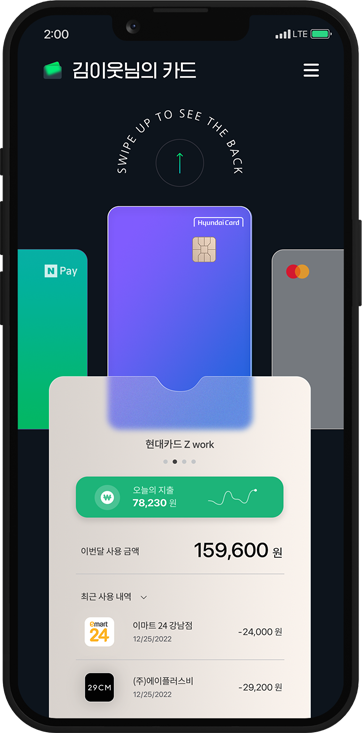 2:00
LTE
김이웃님의 카드
SWIPE UP TO SEE THE BACK
Hyundai Card
N Pay
현대카드 Z work
오늘의 지출
₩
78,230 원
이번달 사용 금액
159,600 원
최근 사용 내역
emart
24
이마트 24 강남점
12/25/2022
-24,000 원
29CM
(주)에이플러스비
12/25/2022
-29,200 원